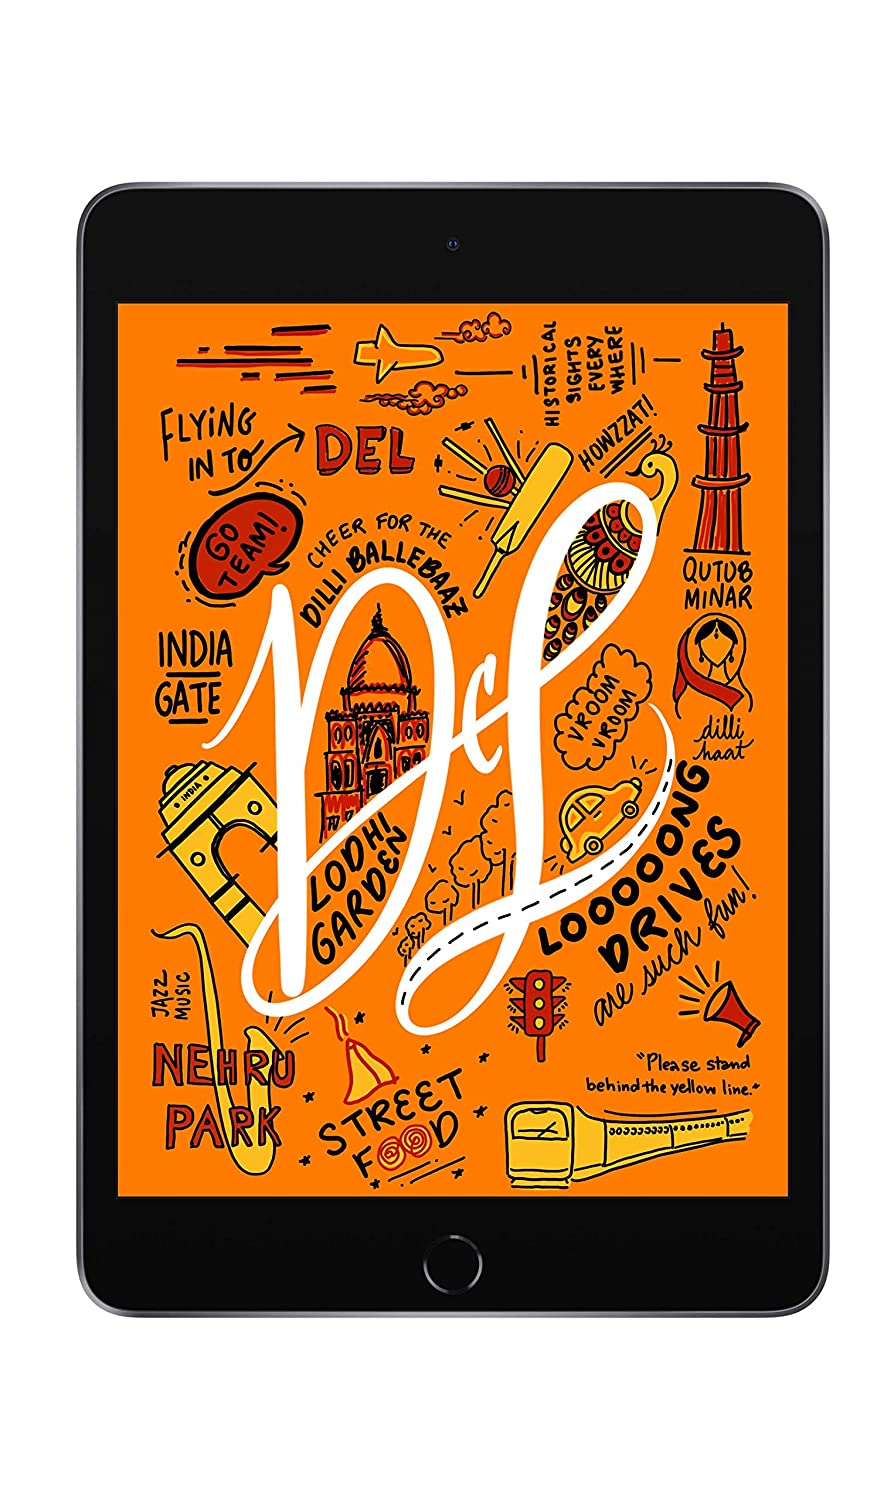 HISTORICAL
SIGHTS
EVERY
WHERE
FLYING
IN TO
DEL
HOWZZAT!
GO
TEAM!
CHEER FOR THE
DILLI BALLEBAAZ
QUTUB
MINAR
INDIA
GATE
Del
VROOM
VROOM
dilli
haat
INDIA
LODHI
GARDEN
LOOOOONG
DRIVES
are such fun!
JAZZ
MUSIC
NEHRU
PARK
STREET
FOOD
"Please stand
behind the yellow line."